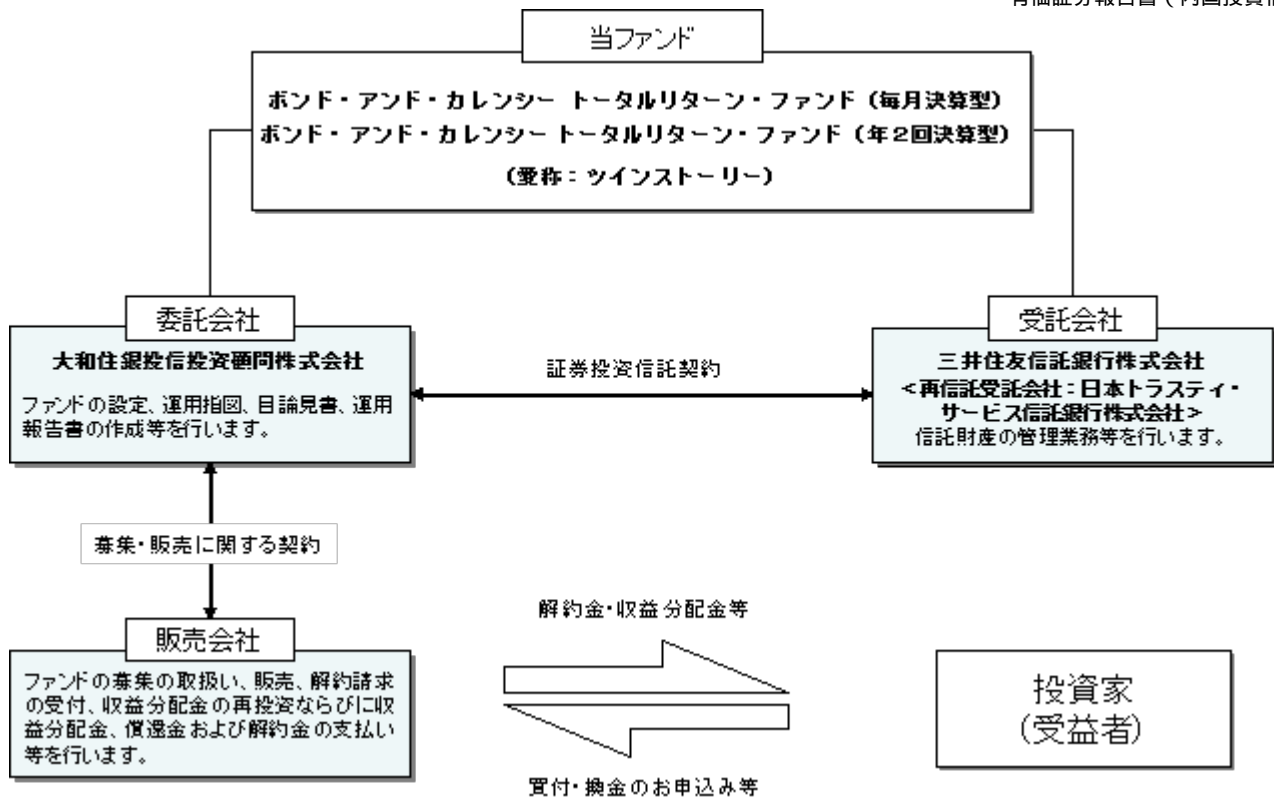 当ファンド
ボンド・アンド・カレンシー トータルリターン・ファンド（毎月決算型）
ボンド・アンド・カレンシー トータルリターン・ファンド（年２回決算型）
（愛称：ツインストーリー）
委託会社
大和住銀投信投資顧問株式会社
ファンドの設定、運用指図、目論見書、運用
報告書の作成等を行います。
証券投資信託契約
受託会社
三井住友信託銀行株式会社
＜再信託受託会社：日本トラスティ・
サービス信託銀行株式会社＞
信託財産の管理業務等を行います。
募集・販売に関する契約
販売会社
ファンドの募集の取扱い、販売、解約請求
の受付、収益分配金の再投資ならびに収
益分配金、償還金および解約金の支払い
等を行います。
解約金・収益分配金等
買付・換金のお申込み等
投資家
（受益者）